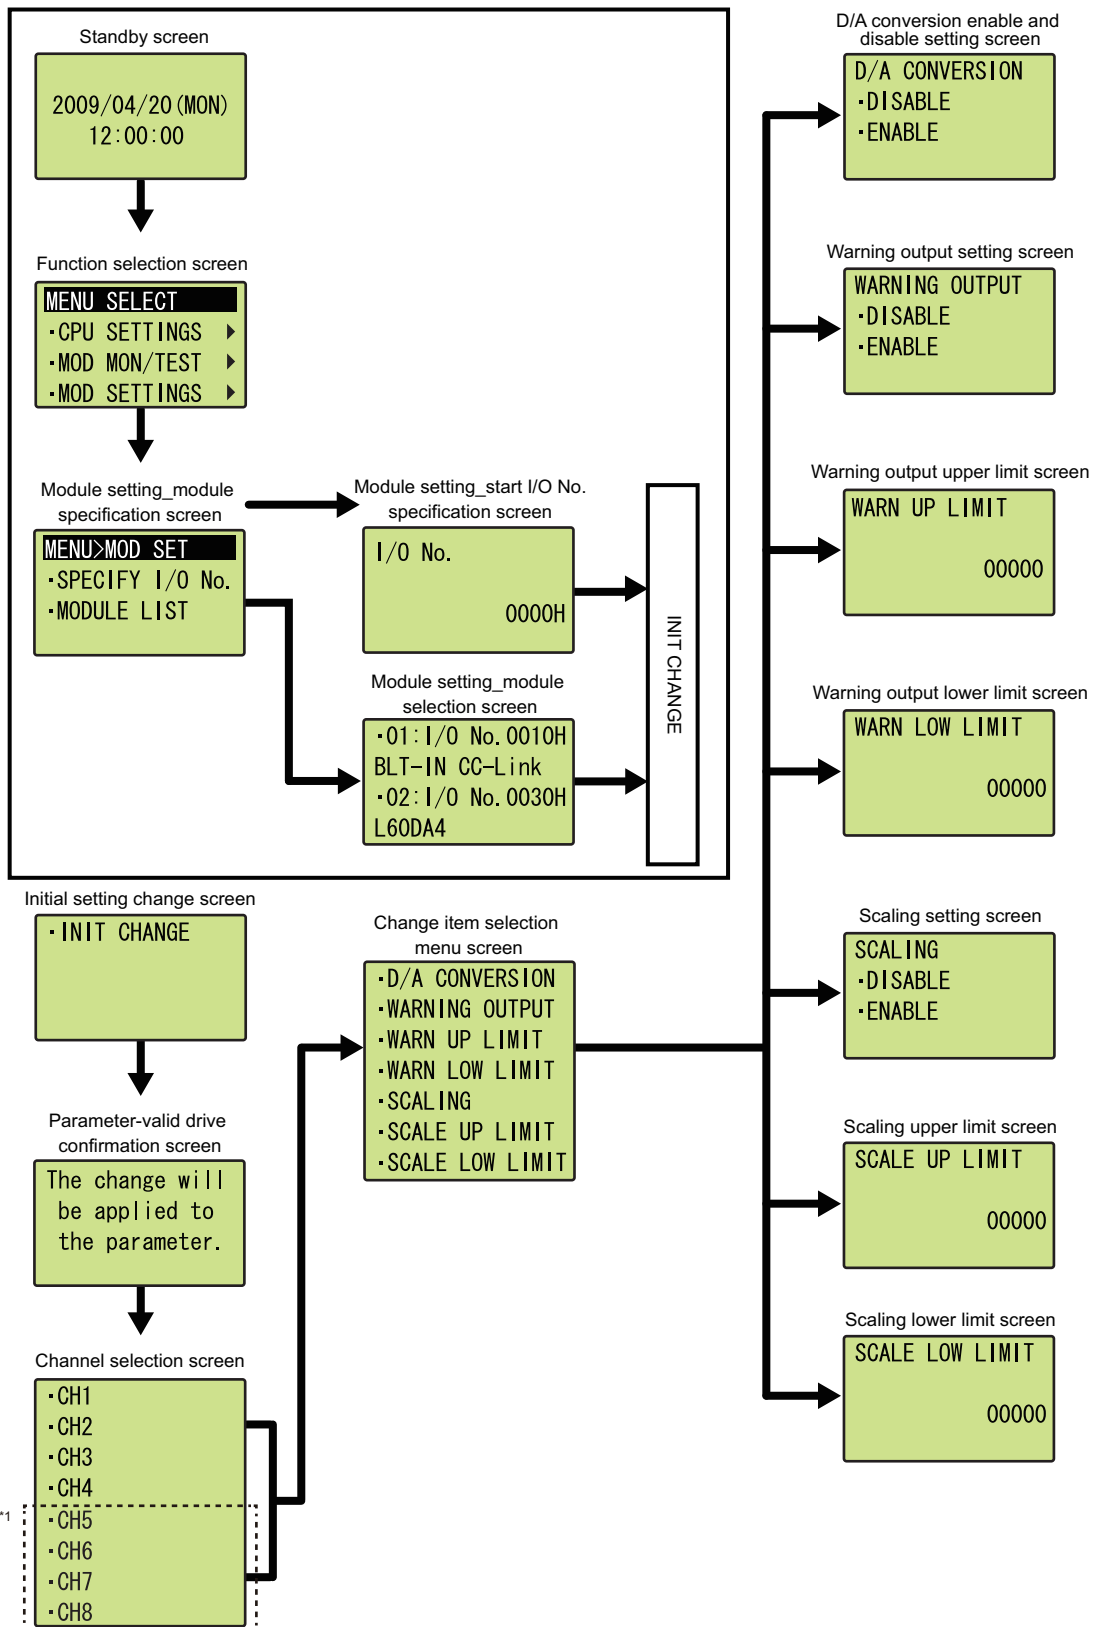 Standby screen
2009/04/20(MON)
12:00:00
Function selection screen
MENU SELECT
·CPU SETTINGS
·MOD MON/TEST
·MOD SETTINGS
Module setting_module
specification screen
MENU>MOD SET
·SPECIFY I/O No.
·MODULE LIST
Module setting_start I/O No.
specification screen
I/O No.
0000H
Module setting_module
selection screen
·01:I/O No.0010H
BLT-IN CC-Link
·02:I/O No.0030H
L60DA4
INIT CHANGE
Initial setting change screen
·INIT CHANGE
Parameter-valid drive
confirmation screen
The change will
be applied to
the parameter.
Channel selection screen
·CH1
·CH2
·CH3
·CH4
*1
·CH5
·CH6
·CH7
·CH8
Change item selection
menu screen
·D/A CONVERSION
·WARNING OUTPUT
·WARN UP LIMIT
·WARN LOW LIMIT
·SCALING
·SCALE UP LIMIT
·SCALE LOW LIMIT
D/A conversion enable and
disable setting screen
D/A CONVERSION
·DISABLE
·ENABLE
Warning output setting screen
WARNING OUTPUT
·DISABLE
·ENABLE
Warning output upper limit screen
WARN UP LIMIT
00000
Warning output lower limit screen
WARN LOW LIMIT
00000
Scaling setting screen
SCALING
·DISABLE
·ENABLE
Scaling upper limit screen
SCALE UP LIMIT
00000
Scaling lower limit screen
SCALE LOW LIMIT
00000